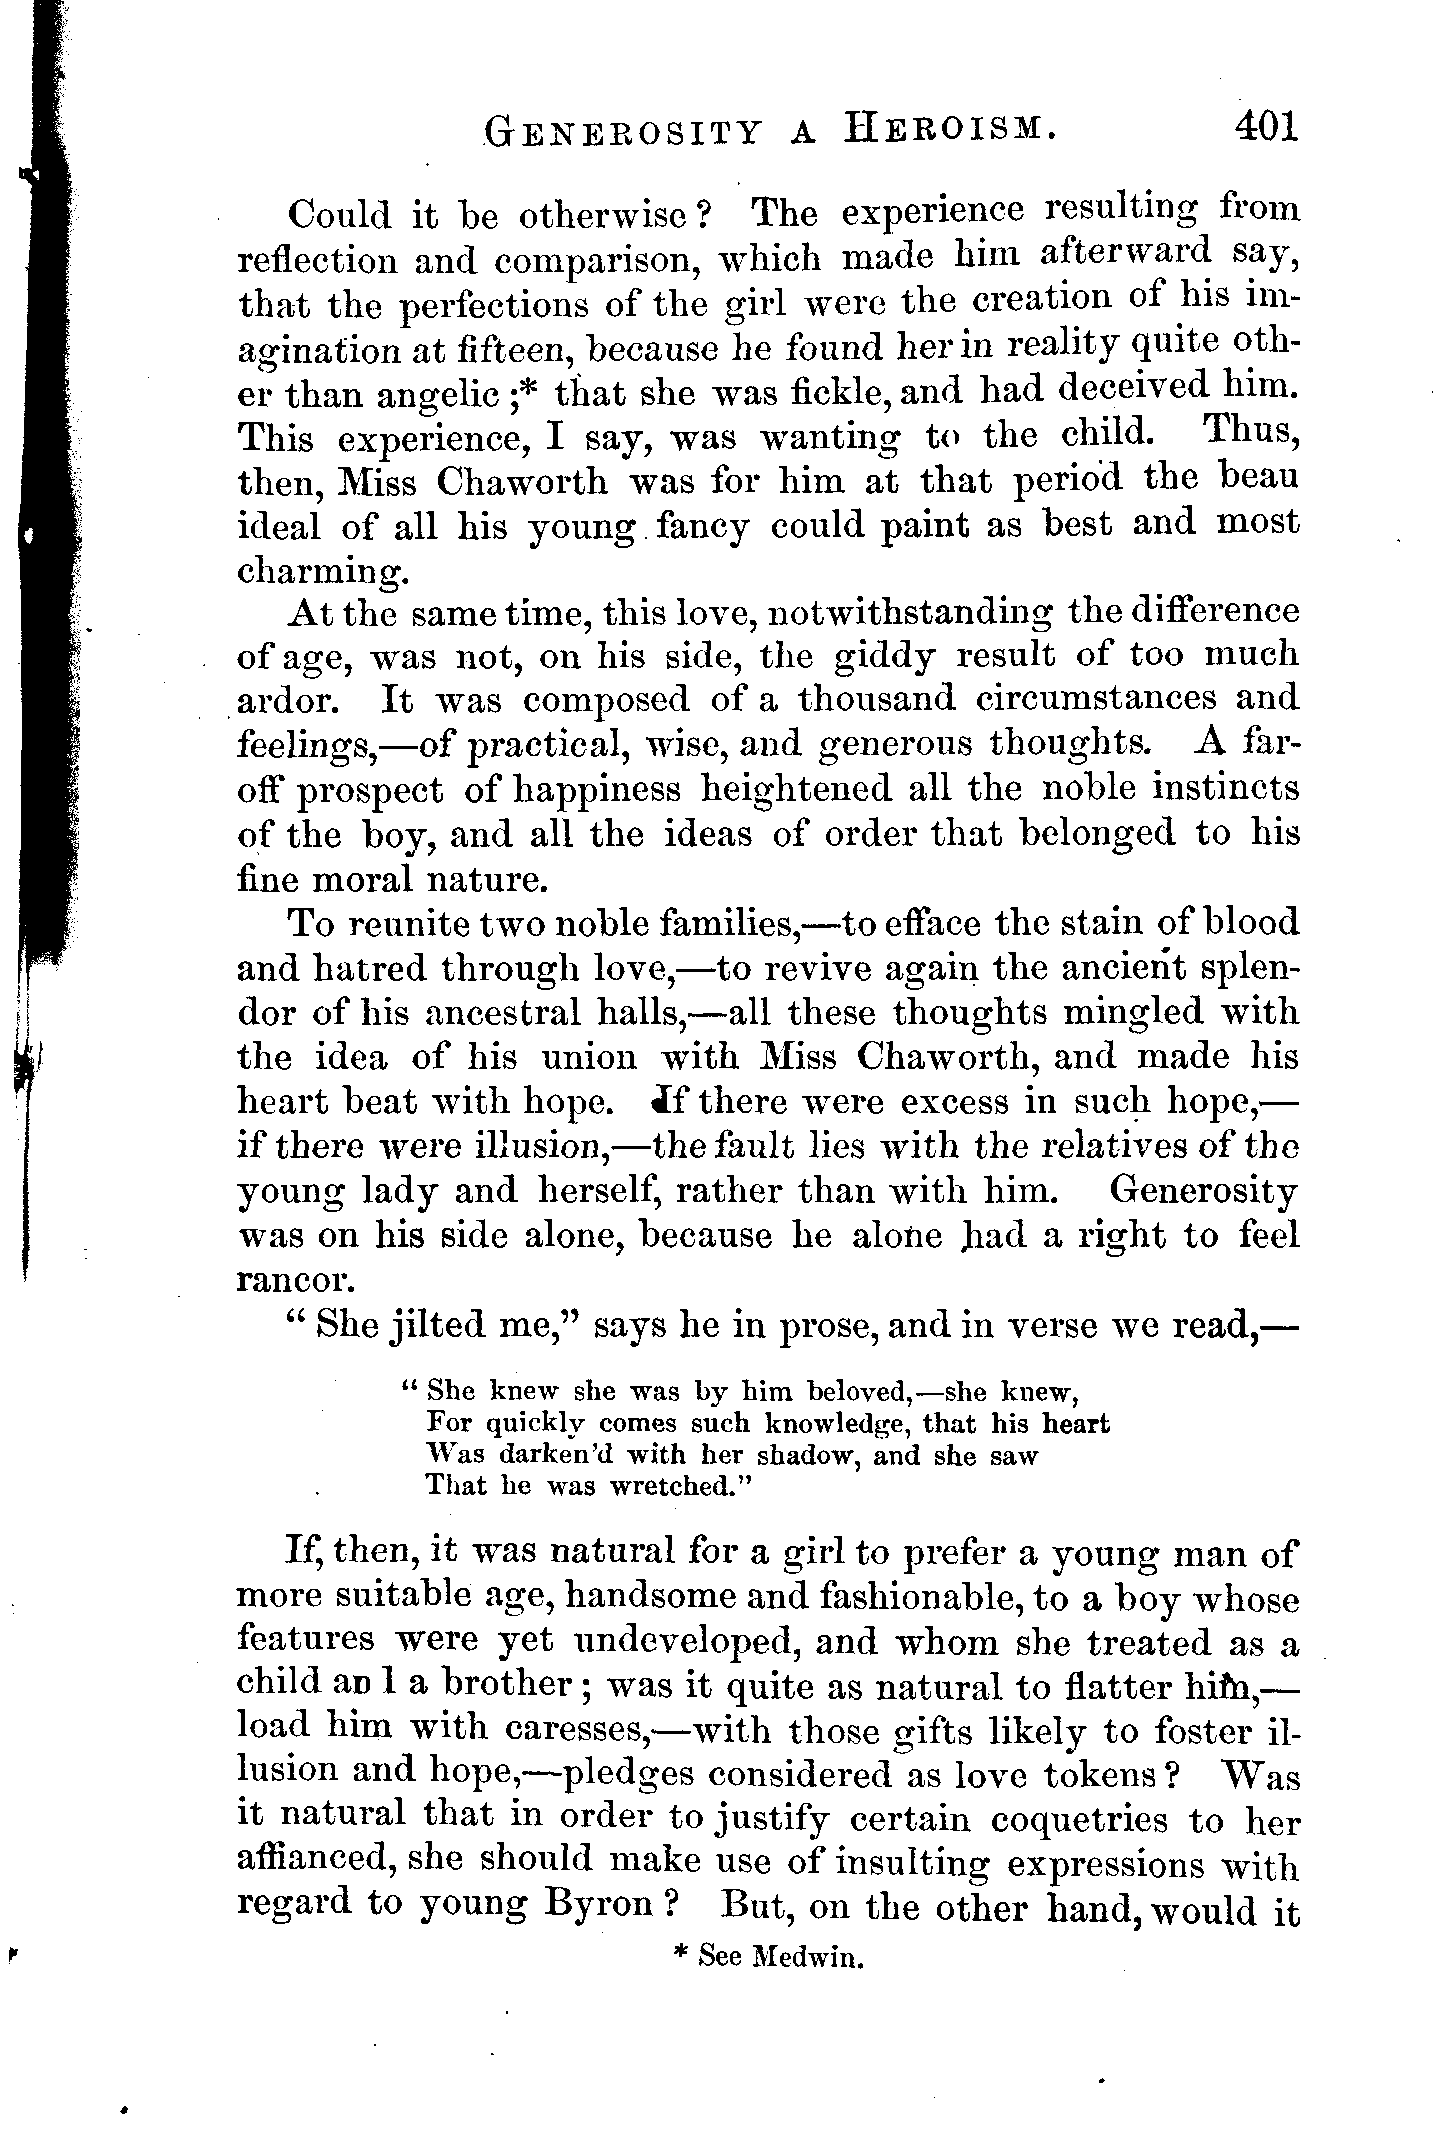 GENEROSITY A HEROISM. 401
Could it be otherwise? The experience resulting from
reflection and comparison, which made him afterward say,
that the perfections of the girl were the creation of his im-
agination at fifteen, because he found her in reality quite oth-
er than angelic;* that she was fickle, and had deceived him.
This experience, I say, was wanting to the child. Thus,
then, Miss Chaworth was for him at that period the beau
ideal of all his young fancy could paint as best and most
charming.
At the same time, this love, notwithstanding the difference
of age, was not, on his side, the giddy result of too much
ardor. It was composed of a thousand circumstances and
feelings,—of practical, wise, and generous thoughts. A far-
off prospect of happiness heightened all the noble instincts
of the boy, and all the ideas of order that belonged to his
fine moral nature.
To reunite two noble families,—to efface the stain of blood
and hatred through love,—to revive again the ancient splen-
dor of his ancestral halls,—all these thoughts mingled with
the idea of his union with Miss Chaworth, and made his
heart beat with hope. If there were excess in such hope,—
if there were illusion,—the fault lies with the relatives of the
young lady and herself, rather than with him. Generosity
was on his side alone, because he alone had a right to feel
rancor.
"She jilted me," says he in prose, and in verse we read,—
"She knew she was by him beloved,—she knew,
For quickly comes such knowledge, that his heart
Was darken'd with her shadow, and she saw
That he was wretched."
If, then, it was natural for a girl to prefer a young man of
more suitable age, handsome and fashionable, to a boy whose
features were yet undeveloped, and whom she treated as a
child and a brother; was it quite as natural to flatter him,—
load him with caresses,—with those gifts likely to foster il-
lusion and hope,—pledges considered as love tokens? Was
it natural that in order to justify certain coquetries to her
affianced, she should make use of insulting expressions with
regard to young Byron? But, on the other hand, would it
* See Medwin.